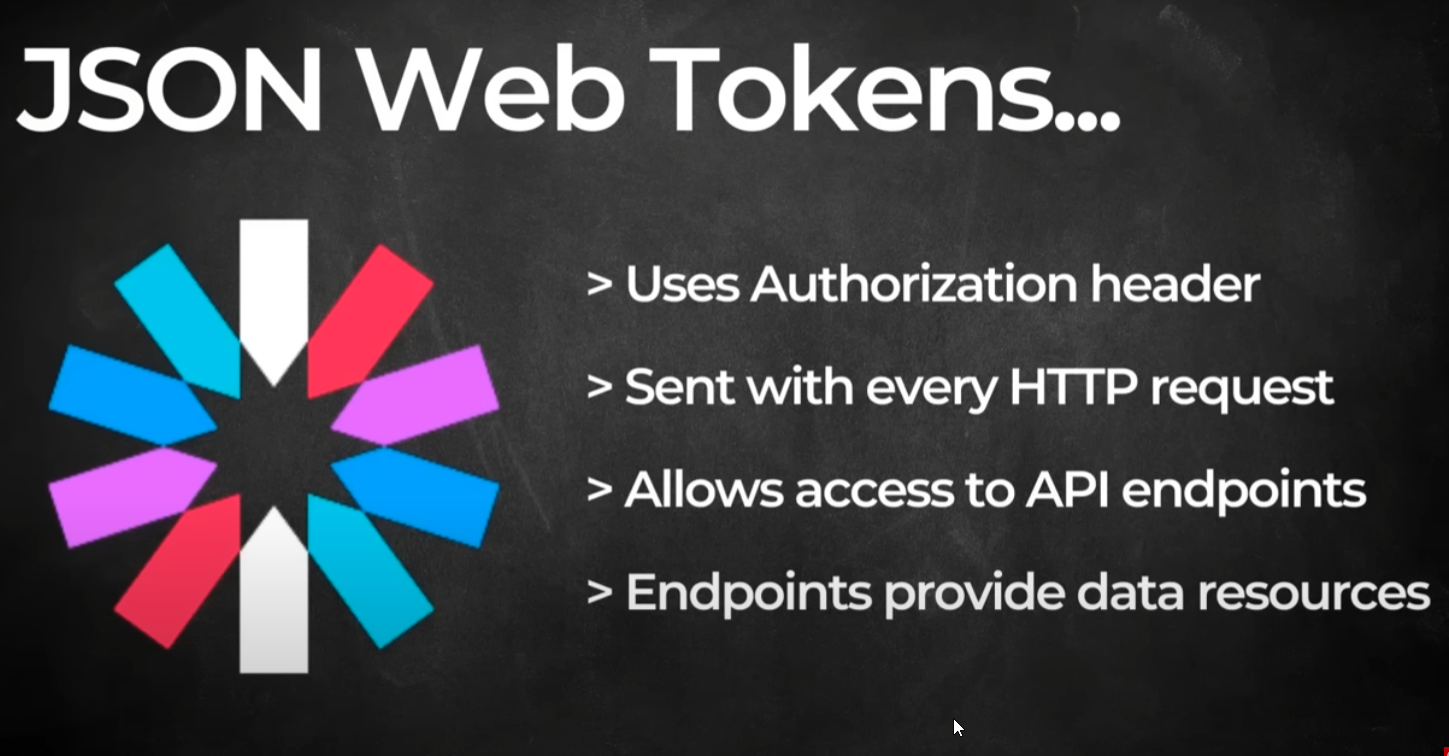 JSON Web Tokens...
> Uses Authorization header
> Sent with every HTTP request
> Allows access to API endpoints
> Endpoints provide data resources